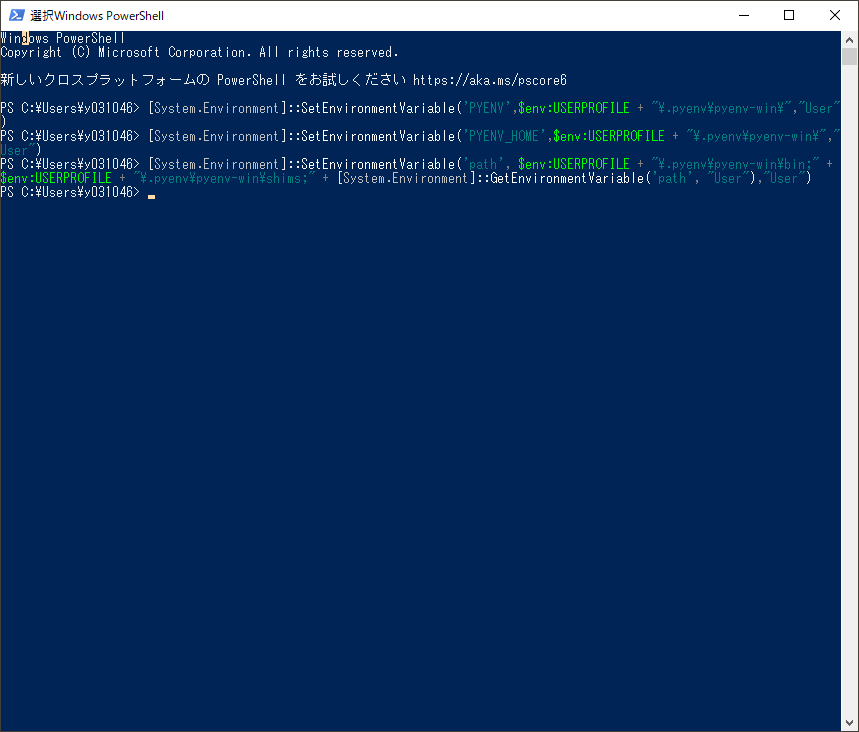 選択Windows PowerShell
Windows PowerShell
Copyright (C) Microsoft Corporation. All rights reserved.
新しいクロスプラットフォームの PowerShell をお試しください https://aka.ms/pscore6
PS C:¥Users¥y031046> [System.Environment]::SetEnvironmentVariable('PYENV',$env:USERPROFILE + "¥.pyenv¥pyenv-win¥","User"
)
PS C:¥Users¥y031046> [System.Environment]::SetEnvironmentVariable('PYENV_HOME',$env:USERPROFILE + "¥.pyenv¥pyenv-win¥","
User")
PS C:¥Users¥y031046> [System.Environment]::SetEnvironmentVariable('path', $env:USERPROFILE + "¥.pyenv¥pyenv-win¥bin;" +
$env:USERPROFILE + "¥.pyenv¥pyenv-win¥shims;" + [System.Environment]::GetEnvironmentVariable('path', "User"),"User")
PS C:¥Users¥y031046>